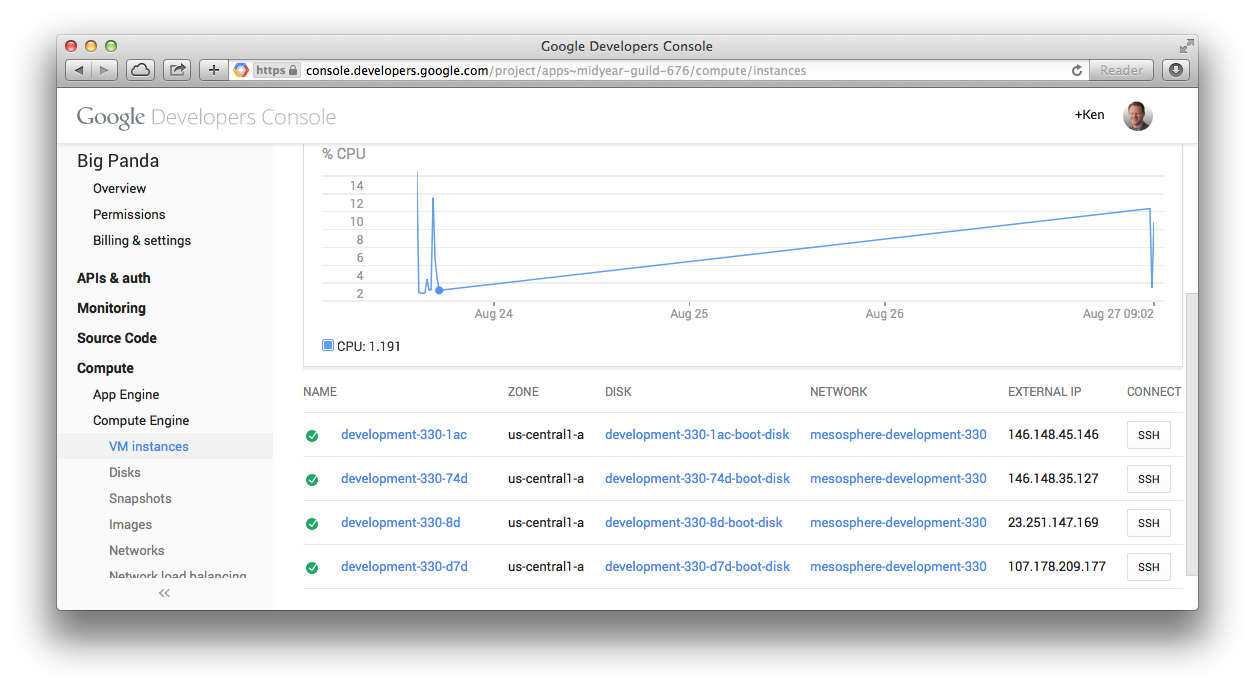 Google Developers Console
https console.developers.google.com/project/apps~midyear-guild-676/compute/instances Reader
Google Developers Console
+Ken
Big Panda
Overview
Permissions
Billing & settings
APIs & auth
Monitoring
Source Code
Compute
App Engine
Compute Engine
VM instances
Disks
Snapshots
Images
Networks
Network load balancing
% CPU
14
12
10
8
6
4
2
Aug 24 Aug 25 Aug 26 Aug 27 09:02
CPU: 1.191
NAME ZONE DISK NETWORK EXTERNAL IP CONNECT
development-330-1ac us-central1-a development-330-1ac-boot-disk mesosphere-development-330 146.148.45.146 SSH
development-330-74d us-central1-a development-330-74d-boot-disk mesosphere-development-330 146.148.35.127 SSH
development-330-8d us-central1-a development-330-8d-boot-disk mesosphere-development-330 23.251.147.169 SSH
development-330-d7d us-central1-a development-330-d7d-boot-disk mesosphere-development-330 107.178.209.177 SSH